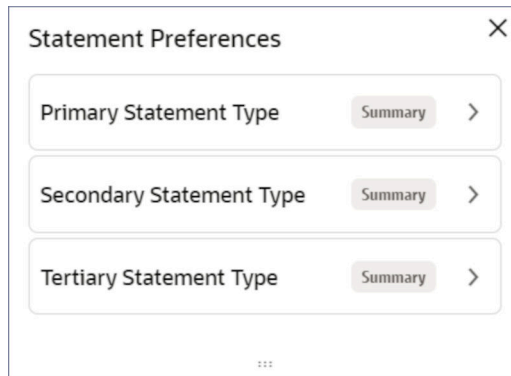 Statement Preferences
Primary Statement Type Summary
Secondary Statement Type Summary
Tertiary Statement Type Summary